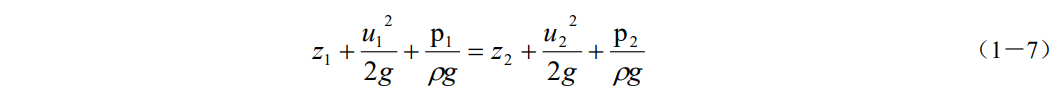 z₁ + u₁²/2g + p₁/ρg = z₂ + u₂²/2g + p₂/ρg （1－7）